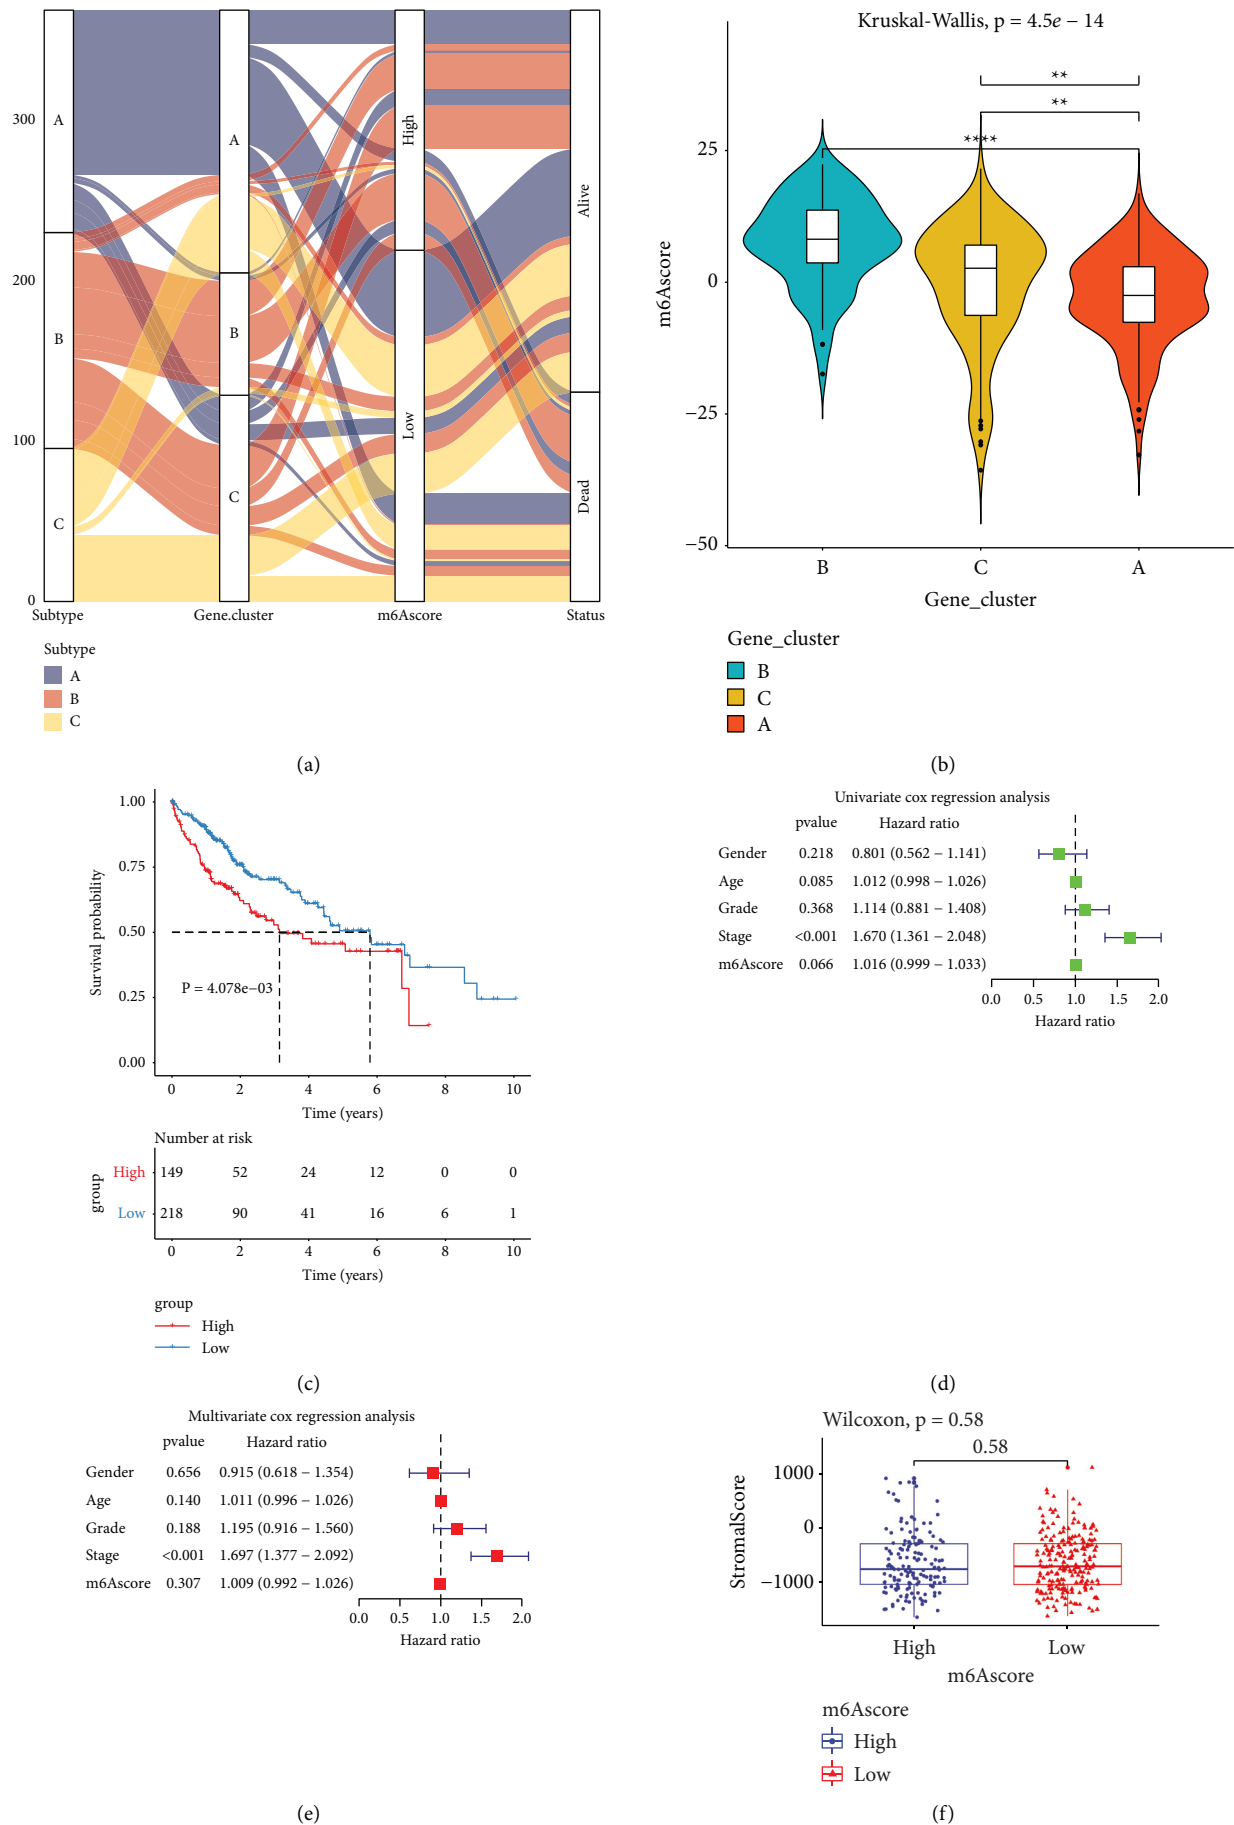 300
200
100
0
A
B
C
A
B
C
High
Low
Alive
Dead
Subtype
Gene.cluster
m6Ascore
Status
Subtype
A
B
C
(a)
Kruskal-Wallis, p = 4.5e − 14
**
**
****
m6Ascore
25
0
−25
−50
B
C
A
Gene_cluster
Gene_cluster
B
C
A
(b)
Survival probability
1.00
0.75
0.50
0.25
0.00
P = 4.078e−03
0 2 4 6 8 10
Time (years)
Number at risk
group
High 149 52 24 12 0 0
Low 218 90 41 16 6 1
0 2 4 6 8 10
Time (years)
group
High
Low
(c)
Univariate cox regression analysis
pvalue Hazard ratio
Gender 0.218 0.801 (0.562 − 1.141)
Age 0.085 1.012 (0.998 − 1.026)
Grade 0.368 1.114 (0.881 − 1.408)
Stage <0.001 1.670 (1.361 − 2.048)
m6Ascore 0.066 1.016 (0.999 − 1.033)
0.0 0.5 1.0 1.5 2.0
Hazard ratio
(d)
Multivariate cox regression analysis
pvalue Hazard ratio
Gender 0.656 0.915 (0.618 − 1.354)
Age 0.140 1.011 (0.996 − 1.026)
Grade 0.188 1.195 (0.916 − 1.560)
Stage <0.001 1.697 (1.377 − 2.092)
m6Ascore 0.307 1.009 (0.992 − 1.026)
0.0 0.5 1.0 1.5 2.0
Hazard ratio
(e)
Wilcoxon, p = 0.58
0.58
StromalScore
1000
0
−1000
High
Low
m6Ascore
m6Ascore
High
Low
(f)